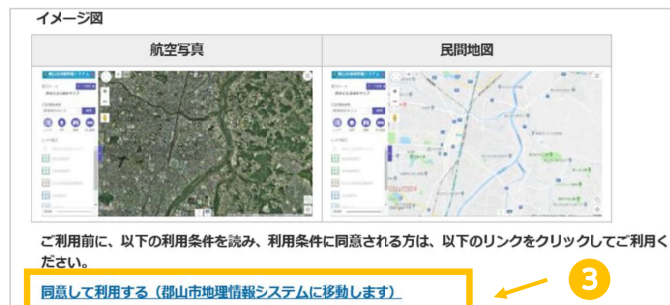 イメージ図
航空写真
民間地図
ご利用前に、以下の利用条件を読み、利用条件に同意される方は、以下のリンクをクリックしてご利用く
ださい。
同意して利用する（郡山市地理情報システムに移動します）
3